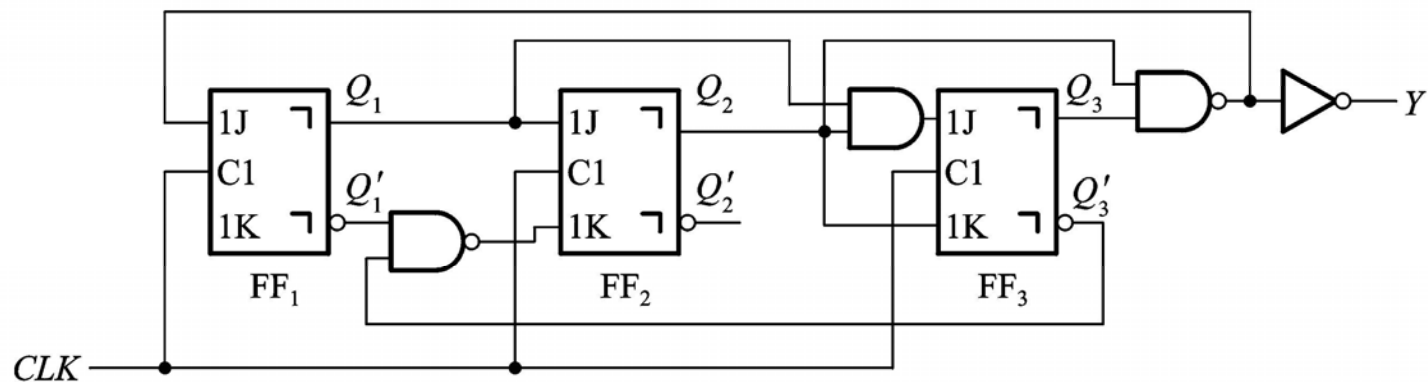 Q₁ Q₂ Q₃
1J 1J 1J Y
C1 C1 C1
Q₁′ Q₂′ Q₃′
1K 1K 1K
FF₁ FF₂ FF₃
CLK